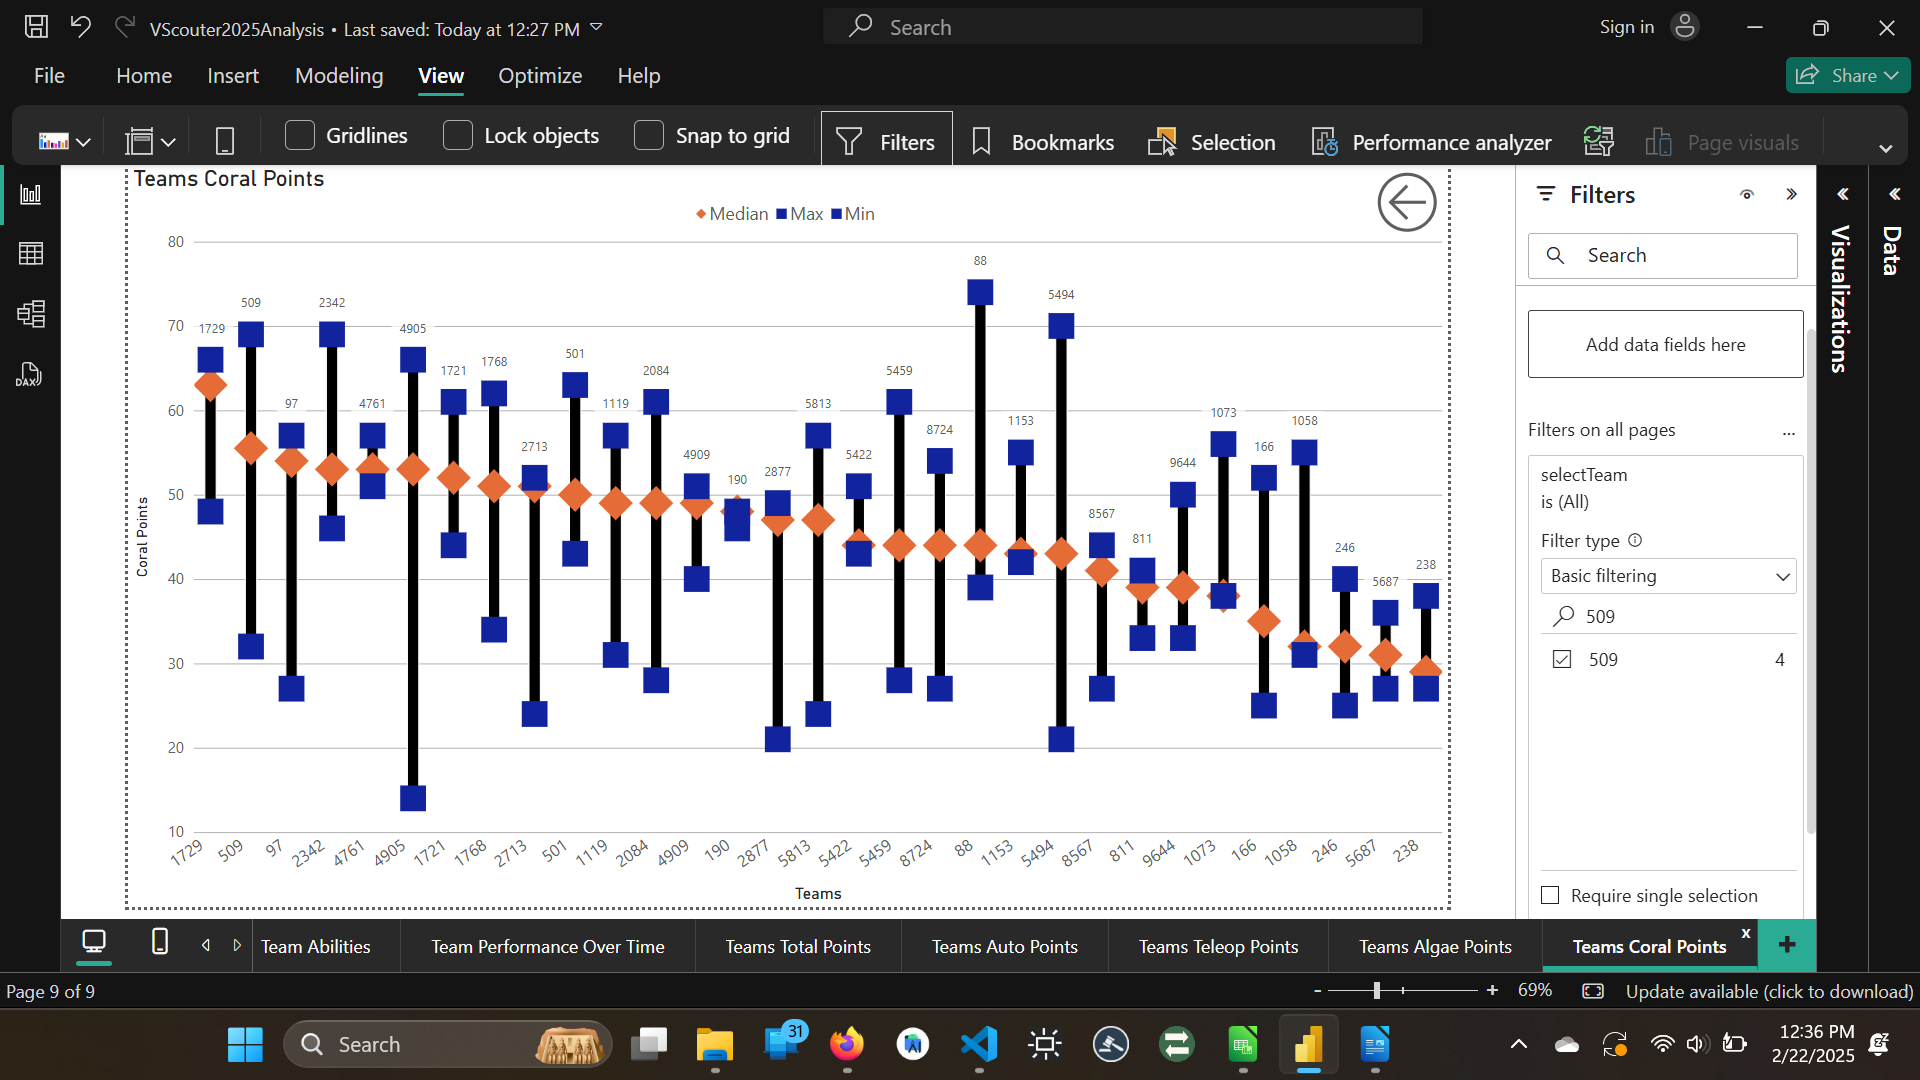 VScouter2025Analysis • Last saved: Today at 12:27 PM
Search
Sign in
File Home Insert Modeling View Optimize Help
Share
Gridlines Lock objects Snap to grid Filters Bookmarks Selection Performance analyzer Page visuals
DAX
Teams Coral Points
Median Max Min
80
70
60
50
40
30
20
10
Coral Points
1729 509 97 2342 4761 4905 1721 1768 2713 501 1119 2084 4909 190 2877 5813 5422 5459 8724 88 1153 5494 8567 811 9644 1073 166 1058 246 5687 238
1729 509 97 2342 4761 4905 1721 1768 2713 501 1119 2084 4909 190 2877 5813 5422 5459 8724 88 1153 5494 8567 811 9644 1073 166 1058 246 5687 238
Teams
Filters
Search
Add data fields here
Filters on all pages ...
selectTeam
is (All)
Filter type
Basic filtering
509
509 4
Require single selection
Visualizations
Data
Team Abilities Team Performance Over Time Teams Total Points Teams Auto Points Teams Teleop Points Teams Algae Points Teams Coral Points x +
Page 9 of 9
- + 69% Update available (click to download)
Search
31
12:36 PM
2/22/2025